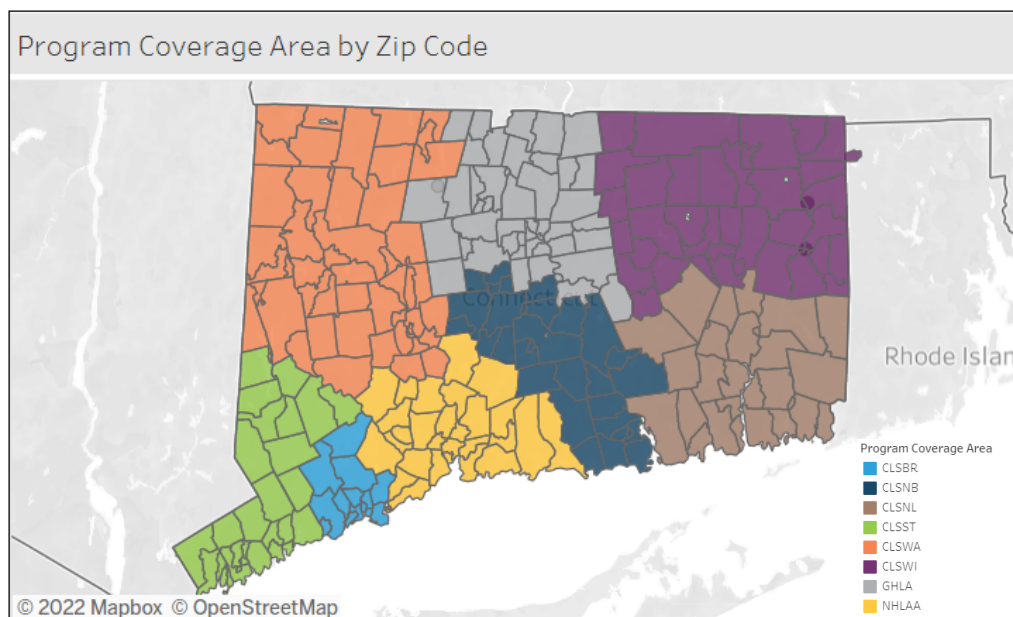 Program Coverage Area by Zip Code
Connecticut
Rhode Islan
Program Coverage Area
CLSBR
CLSNB
CLSNL
CLSST
CLSWA
CLSWI
GHLA
NHLAA
© 2022 Mapbox © OpenStreetMap